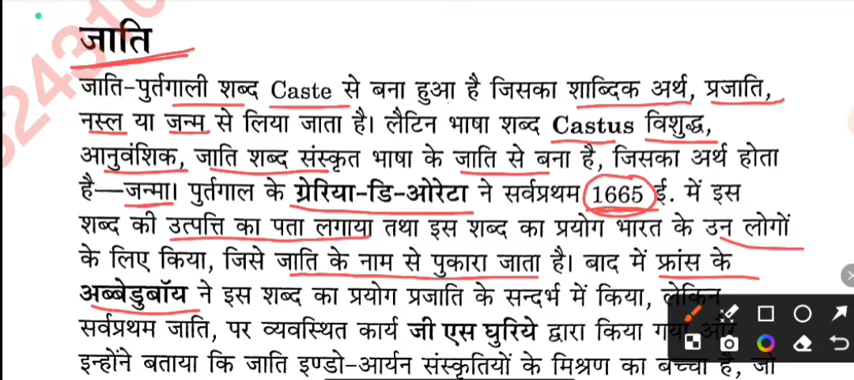 जाति
जाति-पुर्तगाली शब्द Caste से बना हुआ है जिसका शाब्दिक अर्थ, प्रजाति,
नस्ल या जन्म से लिया जाता है। लैटिन भाषा शब्द Castus विशुद्ध,
आनुवंशिक, जाति शब्द संस्कृत भाषा के जाति से बना है, जिसका अर्थ होता
है—जन्मा। पुर्तगाल के ग्रेरिया-डि-ओरेटा ने सर्वप्रथम 1665 ई. में इस
शब्द की उत्पत्ति का पता लगाया तथा इस शब्द का प्रयोग भारत के उन लोगों
के लिए किया, जिसे जाति के नाम से पुकारा जाता है। बाद में फ्रांस के
अब्बेडुबॉय ने इस शब्द का प्रयोग प्रजाति के सन्दर्भ में किया, लेकिन
सर्वप्रथम जाति, पर व्यवस्थित कार्य जी एस घुरिये द्वारा किया गया और
इन्होंने बताया कि जाति इण्डो-आर्यन संस्कृतियों के मिश्रण का बच्चा है, जो